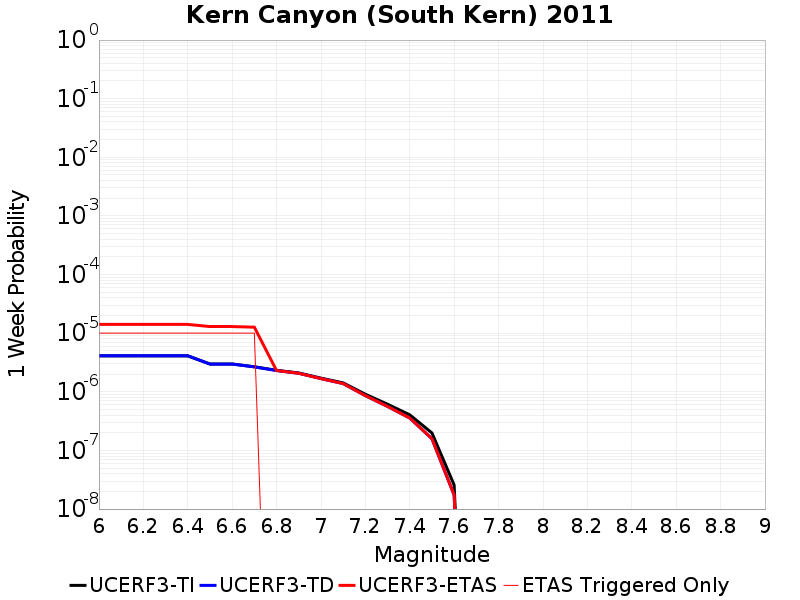 Kern Canyon (South Kern) 2011
10^0
10^-1
10^-2
10^-3
10^-4
10^-5
10^-6
10^-7
10^-8
1 Week Probability
6 6.2 6.4 6.6 6.8 7 7.2 7.4 7.6 7.8 8 8.2 8.4 8.6 8.8 9
Magnitude
UCERF3-TI UCERF3-TD UCERF3-ETAS ETAS Triggered Only